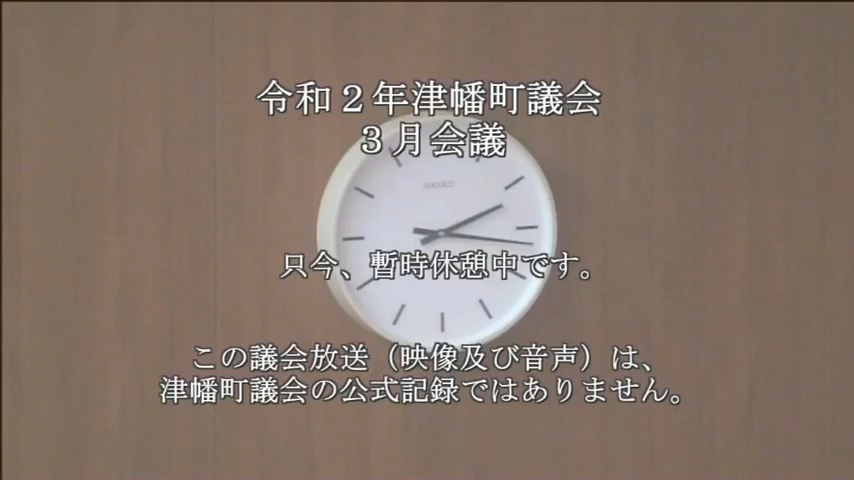 令和２年津幡町議会
３月会議
SEIKO
只今、暫時休憩中です。
この議会放送（映像及び音声）は、
津幡町議会の公式記録ではありません。